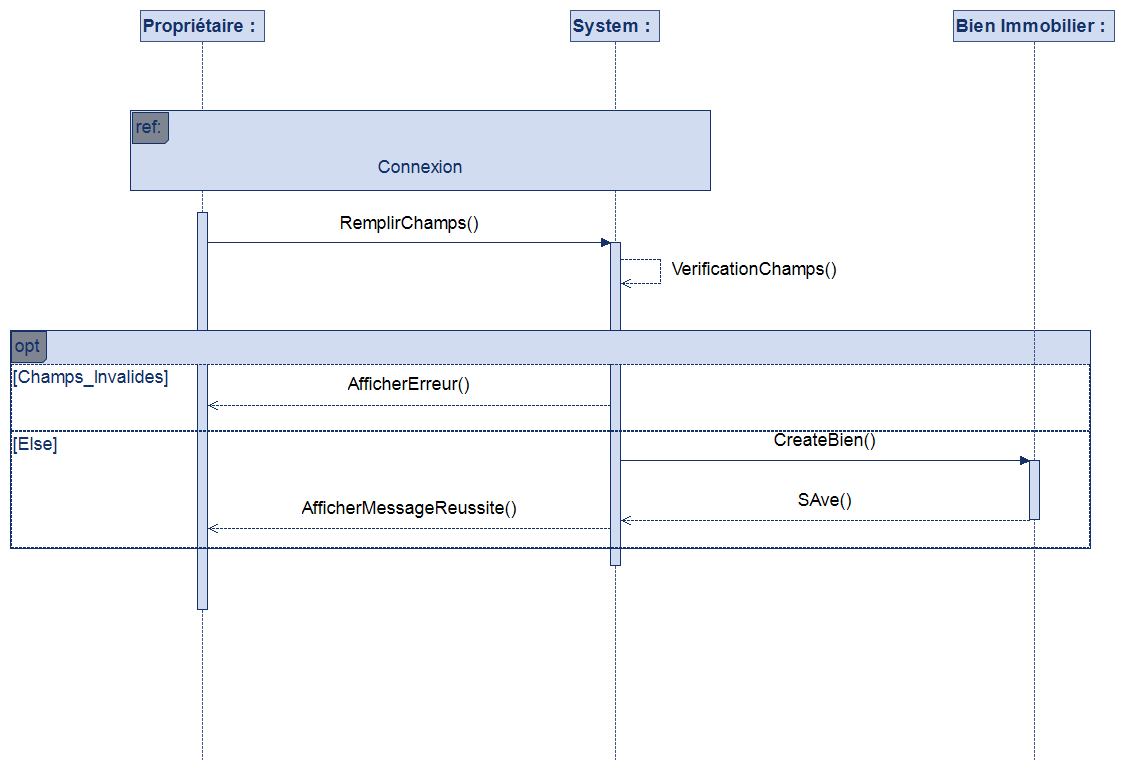 Propriétaire :
System :
Bien Immobilier :
ref:
Connexion
RemplirChamps()
VerificationChamps()
opt
[Champs_Invalides]
AfficherErreur()
[Else]
CreateBien()
SAve()
AfficherMessageReussite()